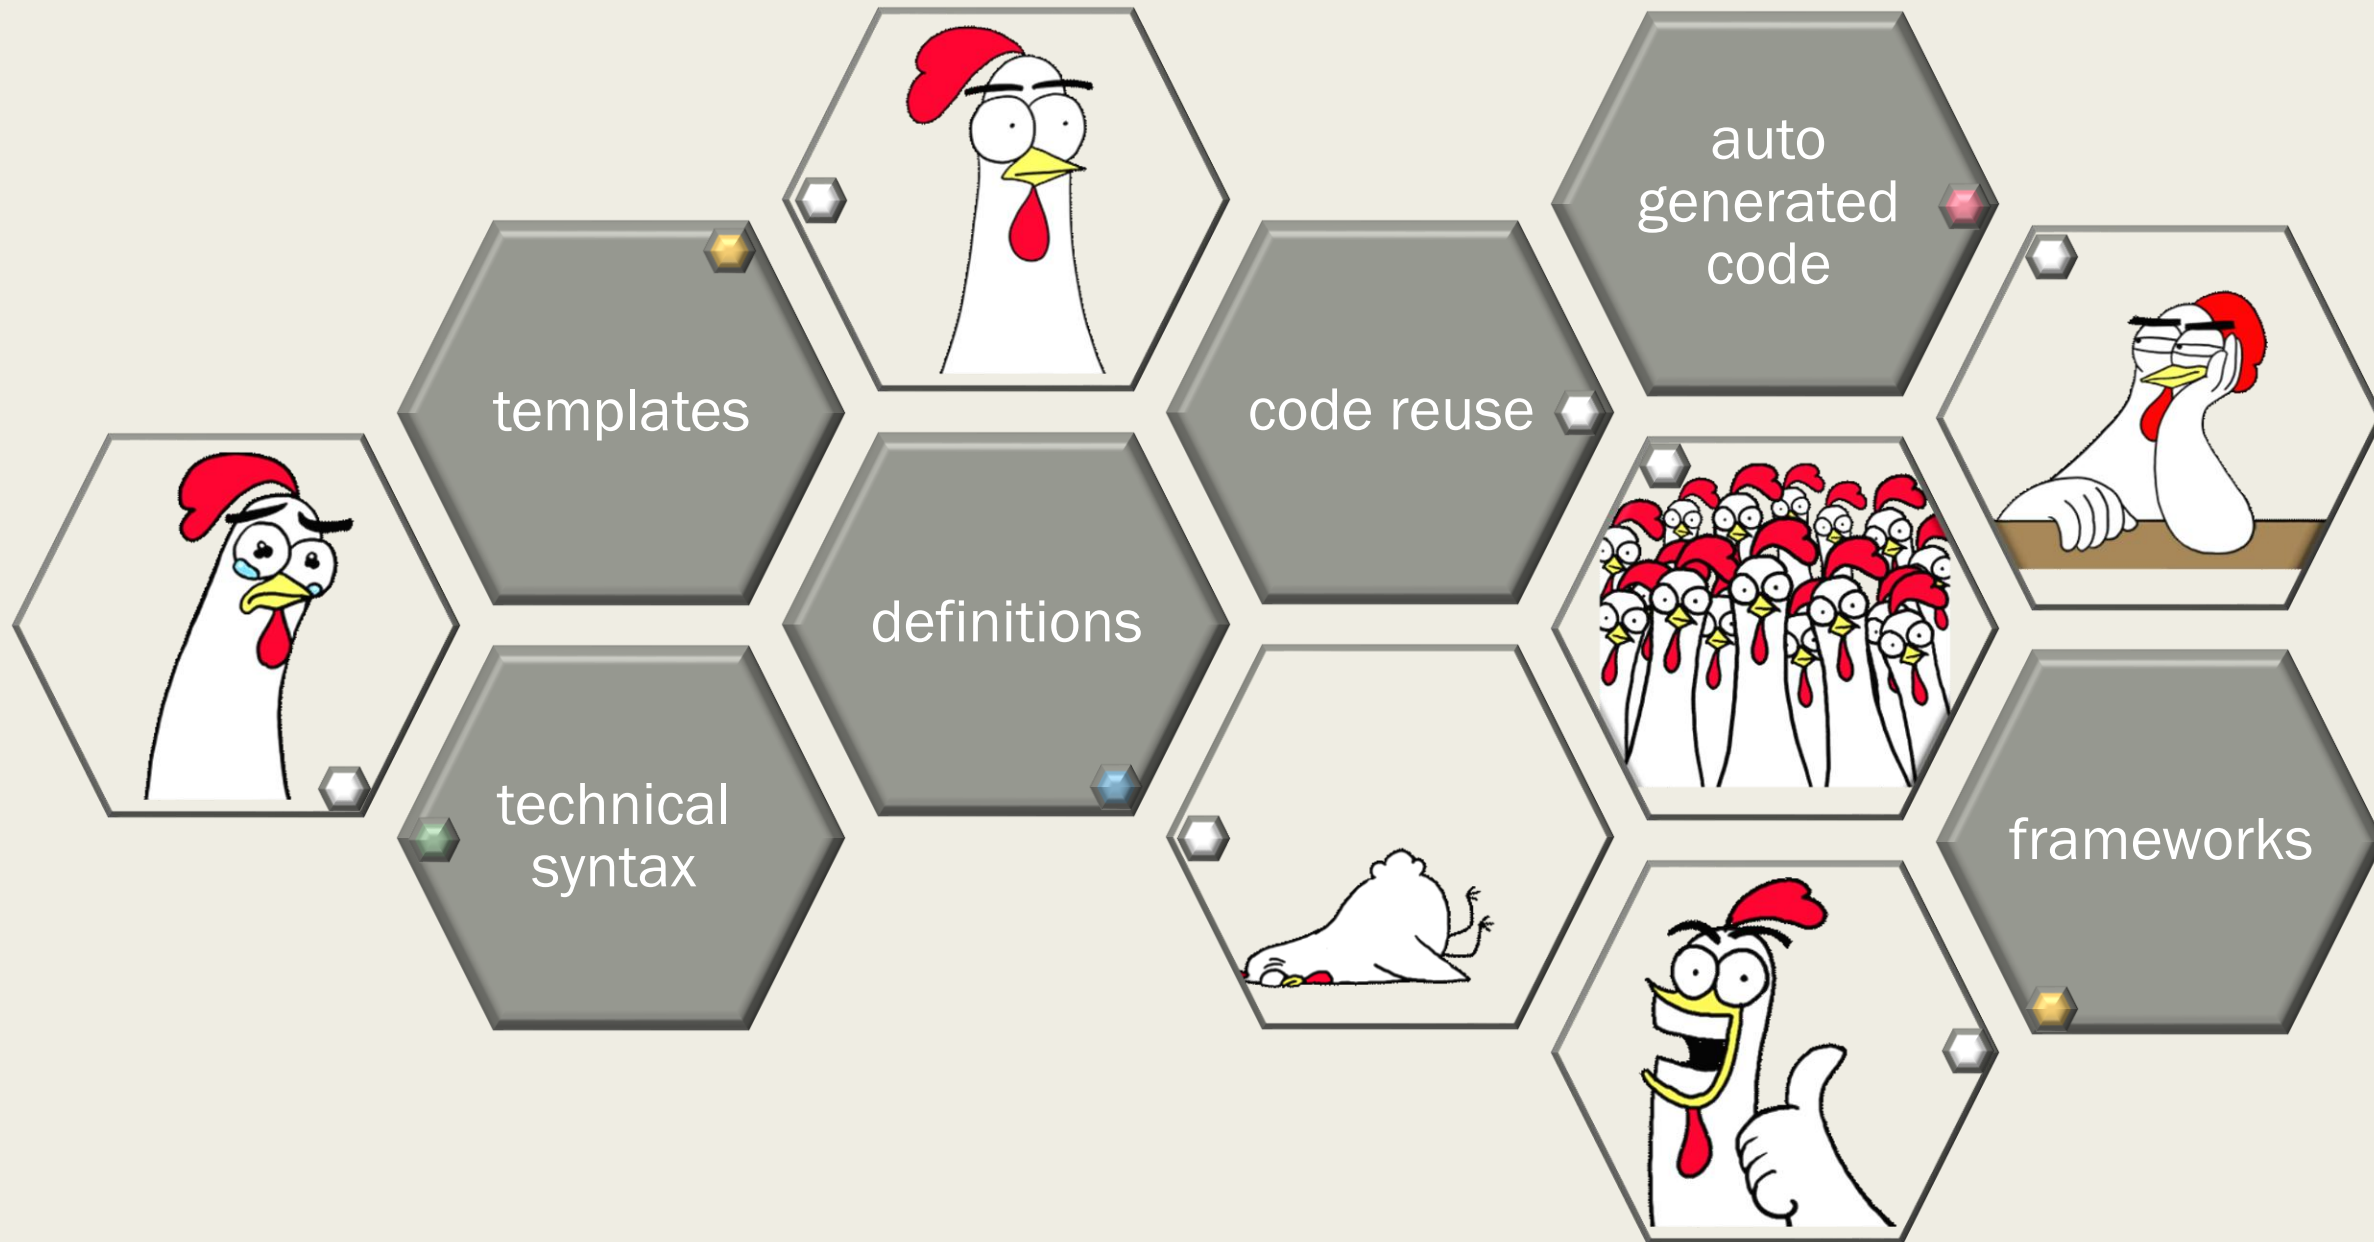 templates
technical
syntax
definitions
code reuse
auto
generated
code
frameworks